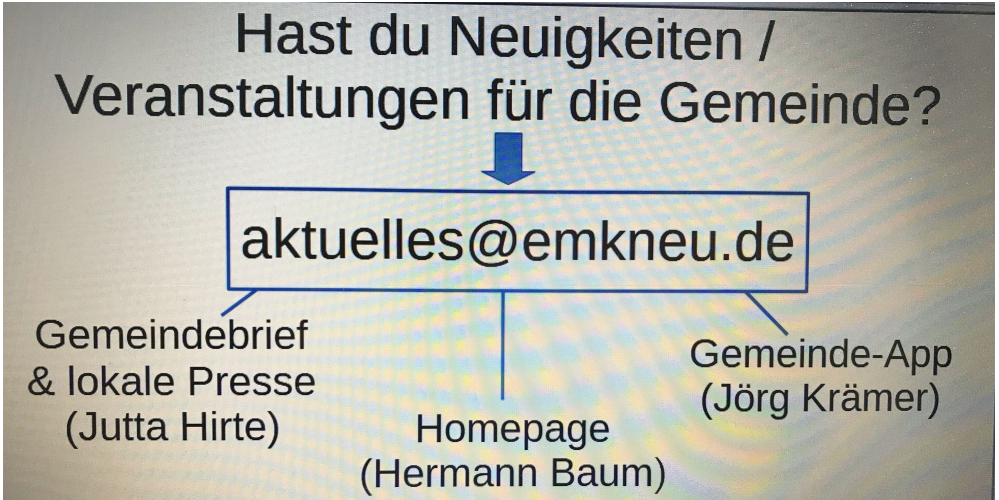 Hast du Neuigkeiten /
Veranstaltungen für die Gemeinde?
aktuelles@emkneu.de
Gemeindebrief
& lokale Presse
(Jutta Hirte)
Homepage
(Hermann Baum)
Gemeinde-App
(Jörg Krämer)